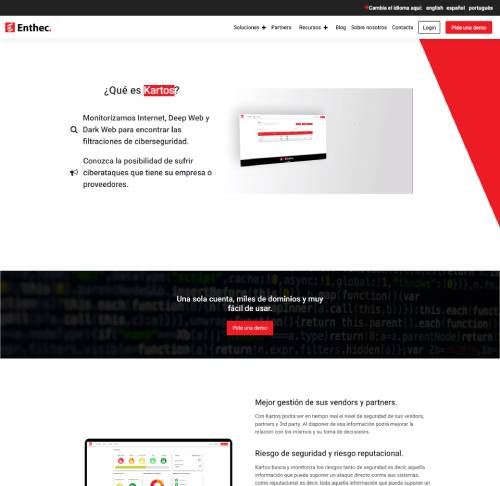 Cambia el idioma aquí: english español portugués
Enthec.
Soluciones + Partners Recursos + Blog Sobre nosotros Contacta Login Pide una demo
¿Qué es Kartos?
Monitorizamos Internet, Deep Web y
Dark Web para encontrar las
filtraciones de ciberseguridad.
Conozca la posibilidad de sufrir
ciberataques que tiene su empresa o
proveedores.
Una sola cuenta, miles de dominios y muy
fácil de usar.
Pide una demo
Mejor gestión de sus vendors y partners.
Con Kartos podrá ver en tiempo real el nivel de seguridad de sus vendors,
partners y 3rd party. Al disponer de esa información podrá mejorar la
relación con los mismos y su toma de decisiones.
Riesgo de seguridad y riesgo reputacional.
Kartos busca y monitoriza los riesgos tanto de seguridad es decir, aquella
información que pueda suponer un ataque directo contra sus sistemas,
como reputacional es decir, toda aquella información que pueda suponer un